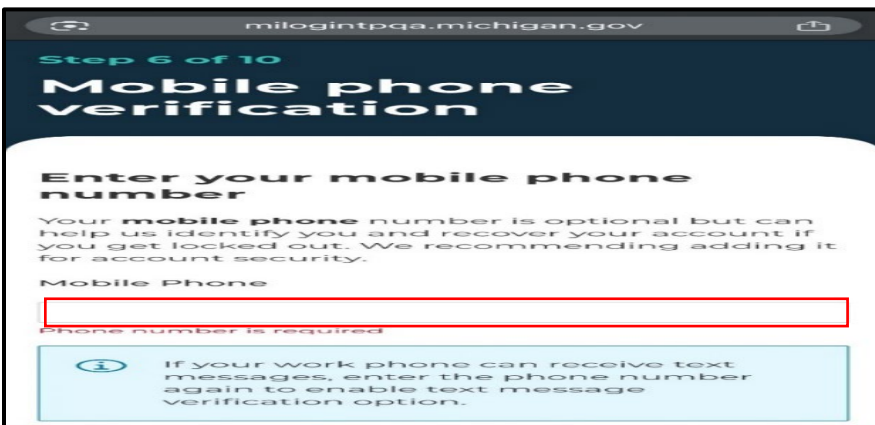 milogintpqa.michigan.gov
Step 6 of 10
Mobile phone
verification
Enter your mobile phone
number
Your mobile phone number is optional but can
help us identify you and recover your account if
you get locked out. We recommending adding it
for account security.
Mobile Phone
Phone number is required
If your work phone can receive text
messages, enter the phone number
again to enable text message
verification option.